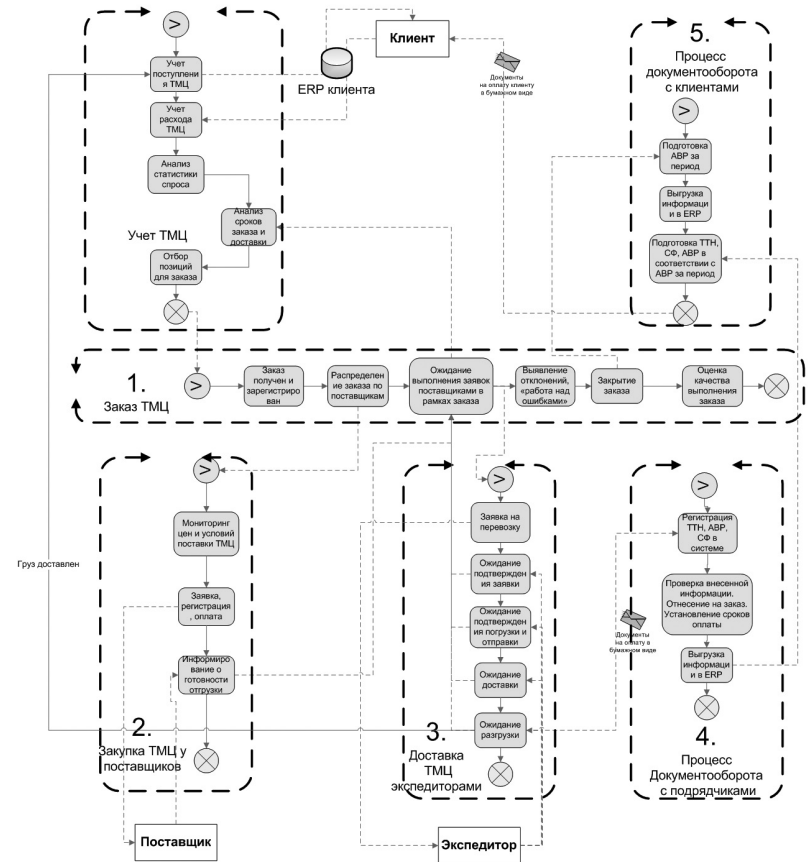 >
Учет
поступлени
я ТМЦ
Учет
расхода
ТМЦ
Анализ
статистики
спроса
Анализ
сроков
заказа и
доставки
Учет ТМЦ
Отбор
позиций
для заказа
ERP клиента
Клиент
Документы
на оплату клиенту
в бумажном виде
5.
Процесс
документооборота
с клиентами
>
Подготовка
АВР за
период
Выгрузка
информаци
и в ERP
Подготовка ТТН,
СФ, АВР в
соответствии с
АВР за период
1.
Заказ ТМЦ
>
Заказ
получен и
зарегистриро
ван
Распределен
ие заказа по
поставщикам
Ожидание
выполнения заявок
поставщиками в
рамках заказа
Выявление
отклонений,
«работа над
ошибками»
Закрытие
заказа
Оценка
качества
выполнения
заказа
>
Мониторинг
цен и условий
поставки ТМЦ
Заявка,
регистрация
, оплата
Информиро
вание о
готовности
отгрузки
2.
Закупка ТМЦ у
поставщиков
Груз доставлен
Поставщик
>
Заявка на
перевозку
Ожидание
подтвержден
ия заявки
Ожидание
подтвержден
ия погрузки и
отправки
Ожидание
доставки
Ожидание
разгрузки
3.
Доставка
ТМЦ
экспедиторами
Экспедитор
>
Регистрация
ТТН, АВР,
СФ в
системе
Проверка внесенной
информации.
Отнесение на заказ.
Установление сроков
оплаты
Документы
на оплату в
бумажном виде
Выгрузка
информаци
и в ERP
4.
Процесс
Документооборота
с подрядчиками